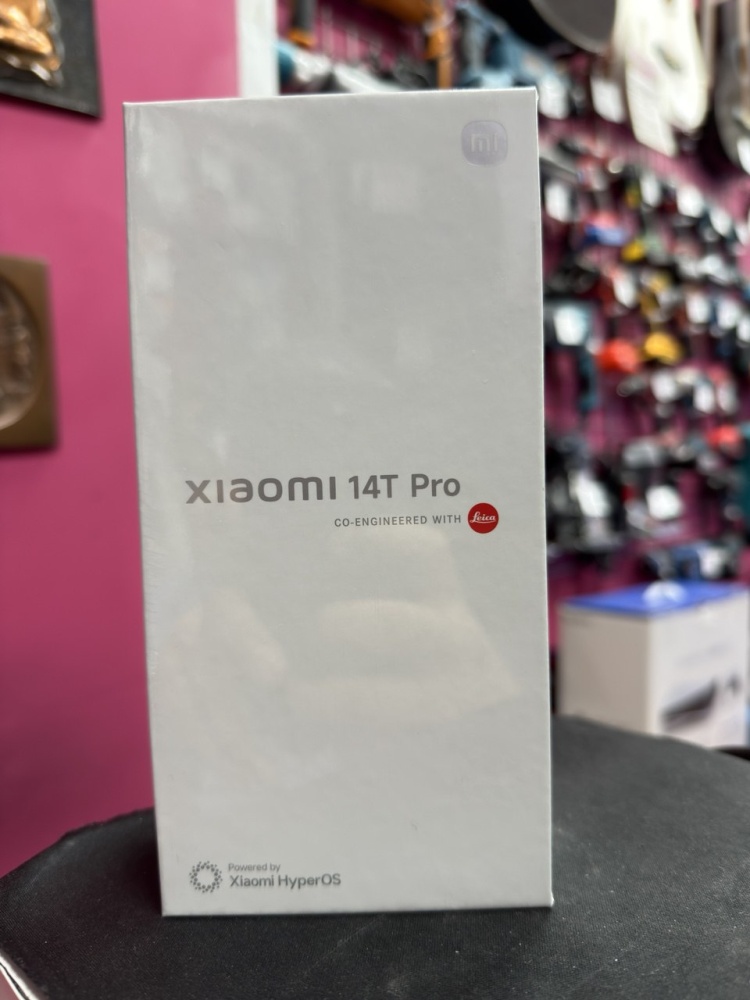 mi
xiaomi 14T Pro
CO-ENGINEERED WITH Leica
Powered by
Xiaomi HyperOS